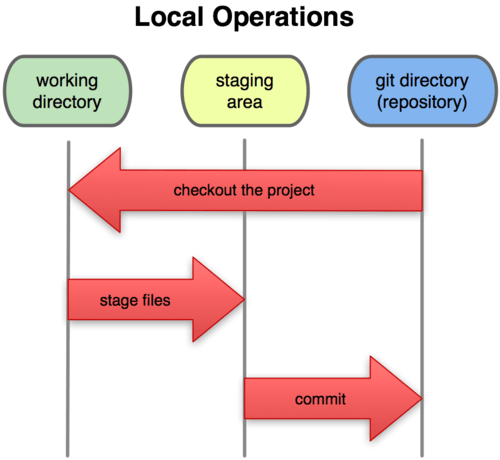 Local Operations
working
directory
staging
area
git directory
(repository)
checkout the project
stage files
commit